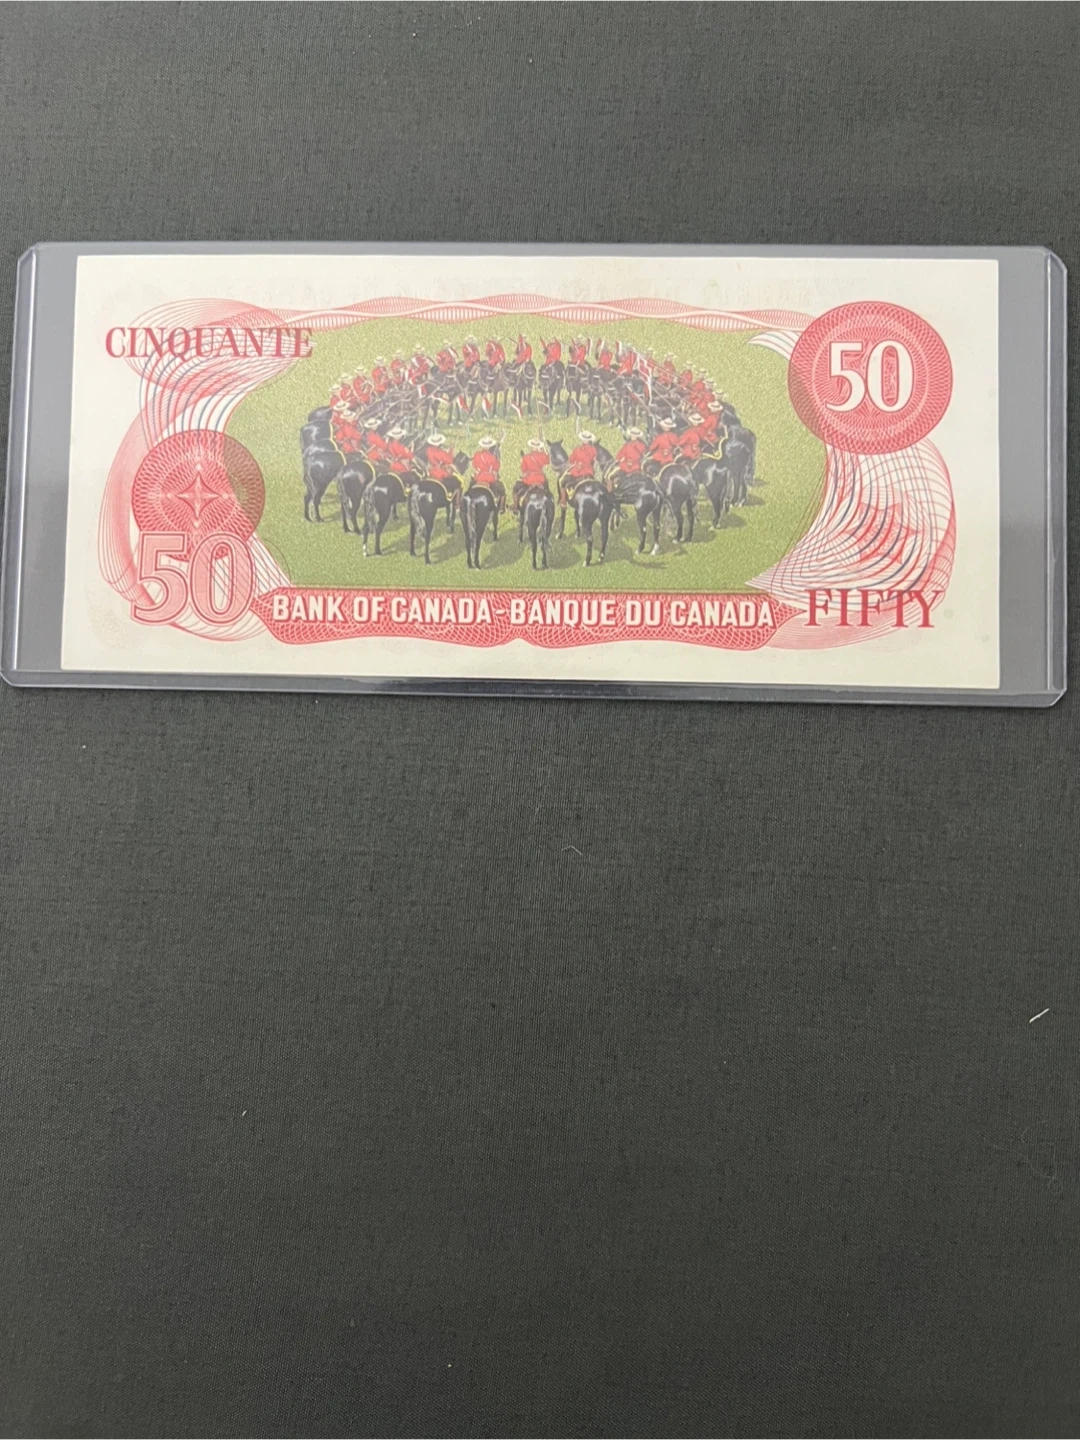 CINQUANTE
50
50
BANK OF CANADA-BANQUE DU CANADA
FIFTY